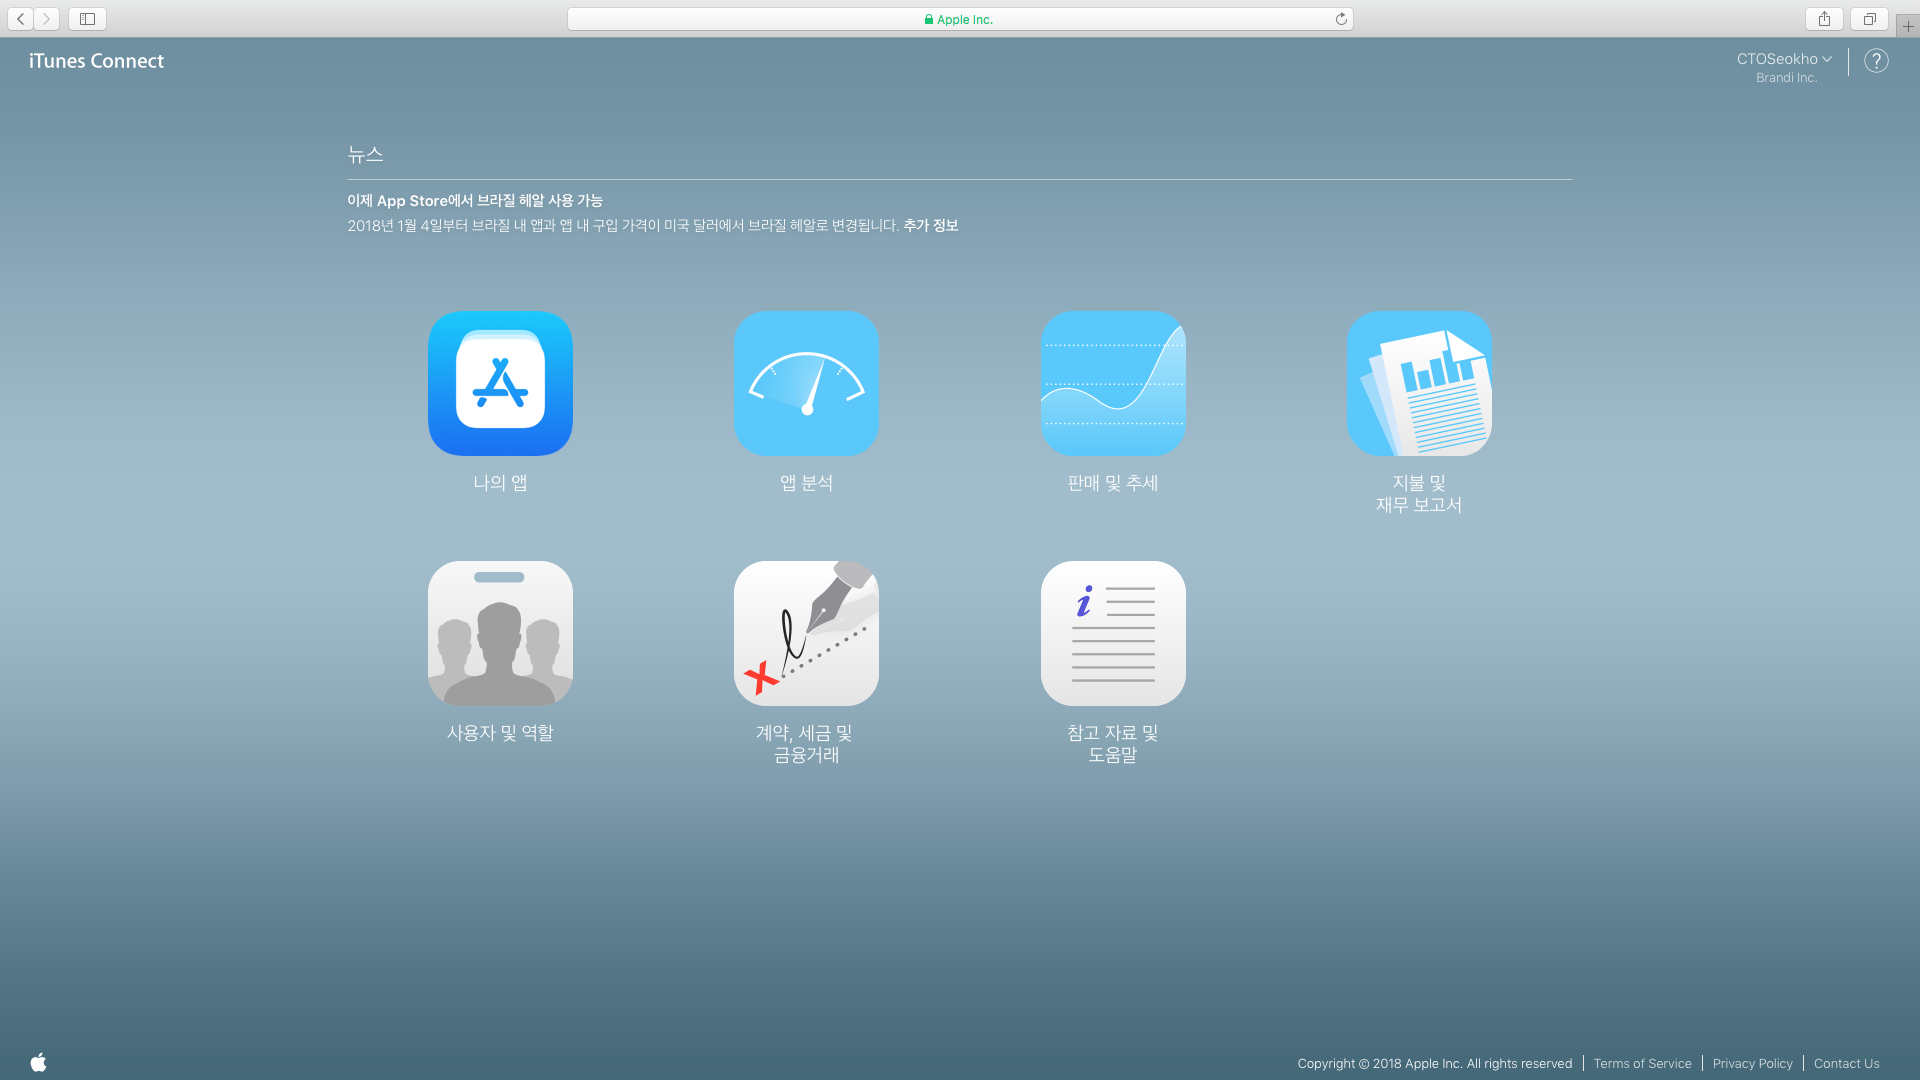 Apple Inc.
iTunes Connect
CTOSeokho
Brandi Inc.
?
뉴스
이제 App Store에서 브라질 헤알 사용 가능
2018년 1월 4일부터 브라질 내 앱과 앱 내 구입 가격이 미국 달러에서 브라질 헤알로 변경됩니다. 추가 정보
나의 앱
앱 분석
판매 및 추세
지불 및
재무 보고서
사용자 및 역할
계약, 세금 및
금융거래
참고 자료 및
도움말
Copyright © 2018 Apple Inc. All rights reserved
Terms of Service
Privacy Policy
Contact Us